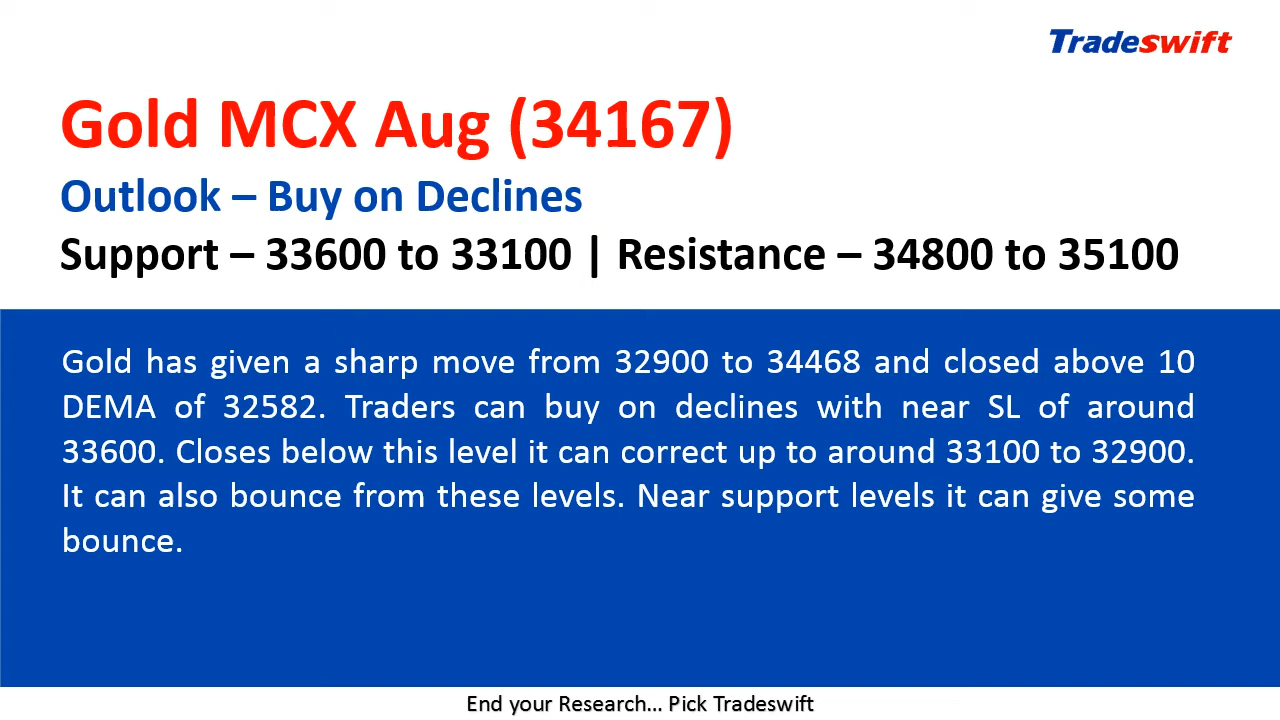 Tradeswift
Gold MCX Aug (34167)
Outlook – Buy on Declines
Support – 33600 to 33100 | Resistance – 34800 to 35100
Gold has given a sharp move from 32900 to 34468 and closed above 10
DEMA of 32582. Traders can buy on declines with near SL of around
33600. Closes below this level it can correct up to around 33100 to 32900.
It can also bounce from these levels. Near support levels it can give some
bounce.
End your Research... Pick Tradeswift